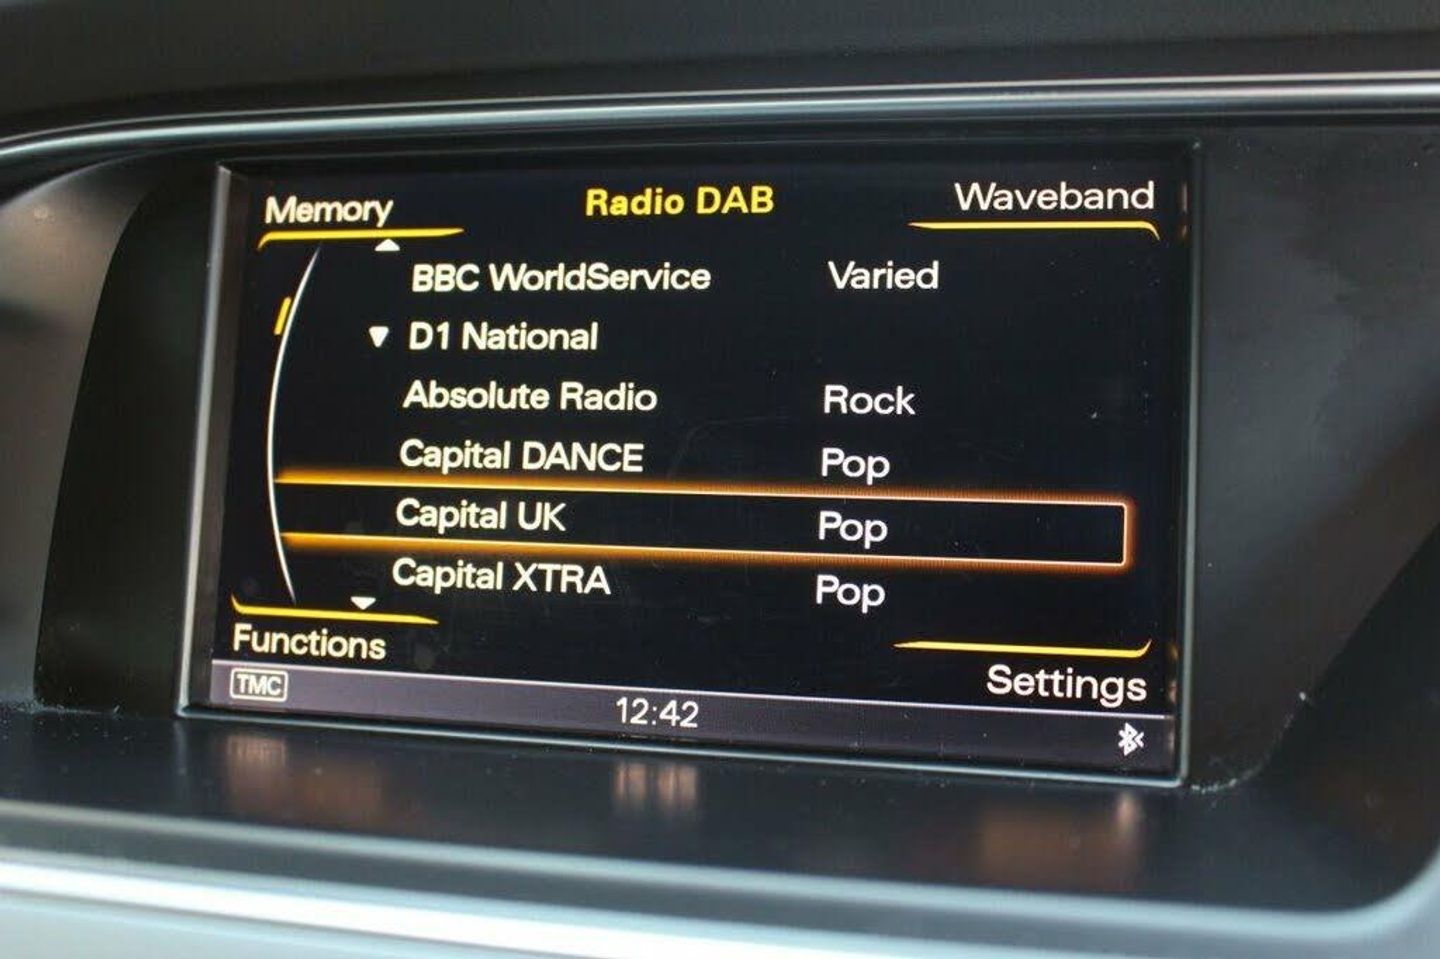 Memory Radio DAB Waveband
BBC WorldService Varied
D1 National
Absolute Radio Rock
Capital DANCE Pop
Capital UK Pop
Capital XTRA Pop
Functions Settings
TMC 12:42